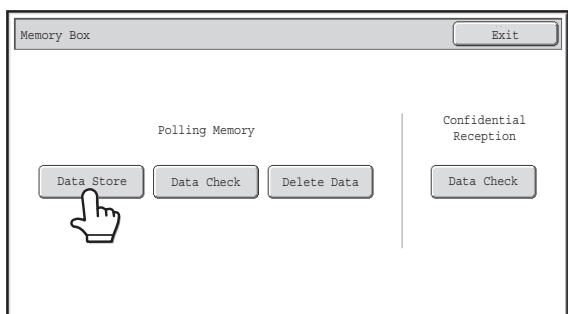 Memory Box
Exit
Polling Memory
Data Store
Data Check
Delete Data
Confidential
Reception
Data Check